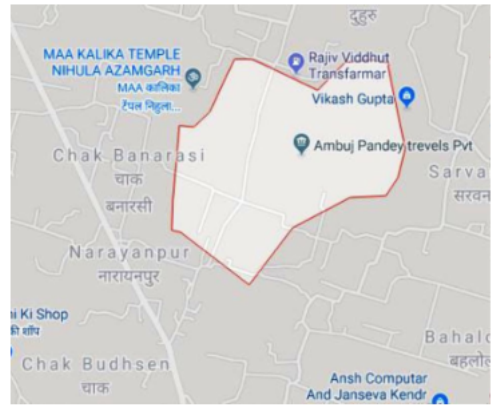 दुहुरु
MAA KALIKA TEMPLE
NIHULA AZAMGARH
MAA कालिका
टेंपल निहुला...
Rajiv Viddhut
Transfarmar
Vikash Gupta
Ambuj Pandey trevels Pvt
Chak Banarasi
चाक
बनारसी
Sarva
सरवन
Narayanpur
नारायनपुर
i Ki Shop
की शॉप
Bahalo
बहलोल
Chak Budhsen
चाक
Ansh Computar
And Janseva Kendr